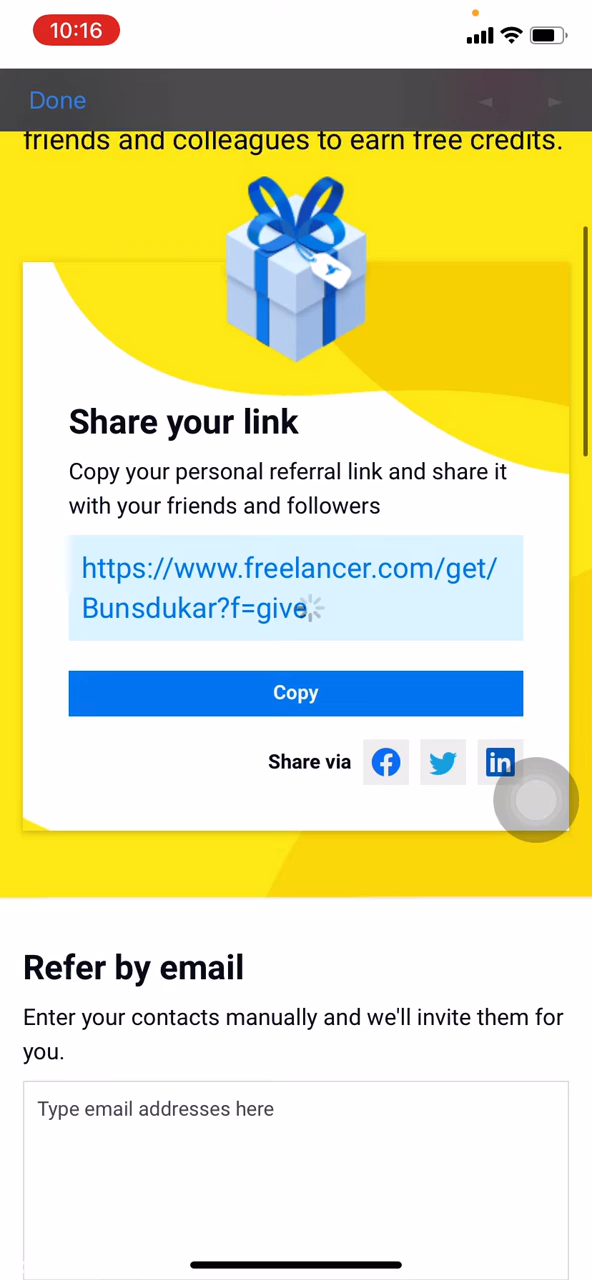 10:16
Done
friends and colleagues to earn free credits.
Share your link
Copy your personal referral link and share it
with your friends and followers
https://www.freelancer.com/get/
Bunsdukar?f=give
Copy
Share via
in
Refer by email
Enter your contacts manually and we'll invite them for
you.
Type email addresses here